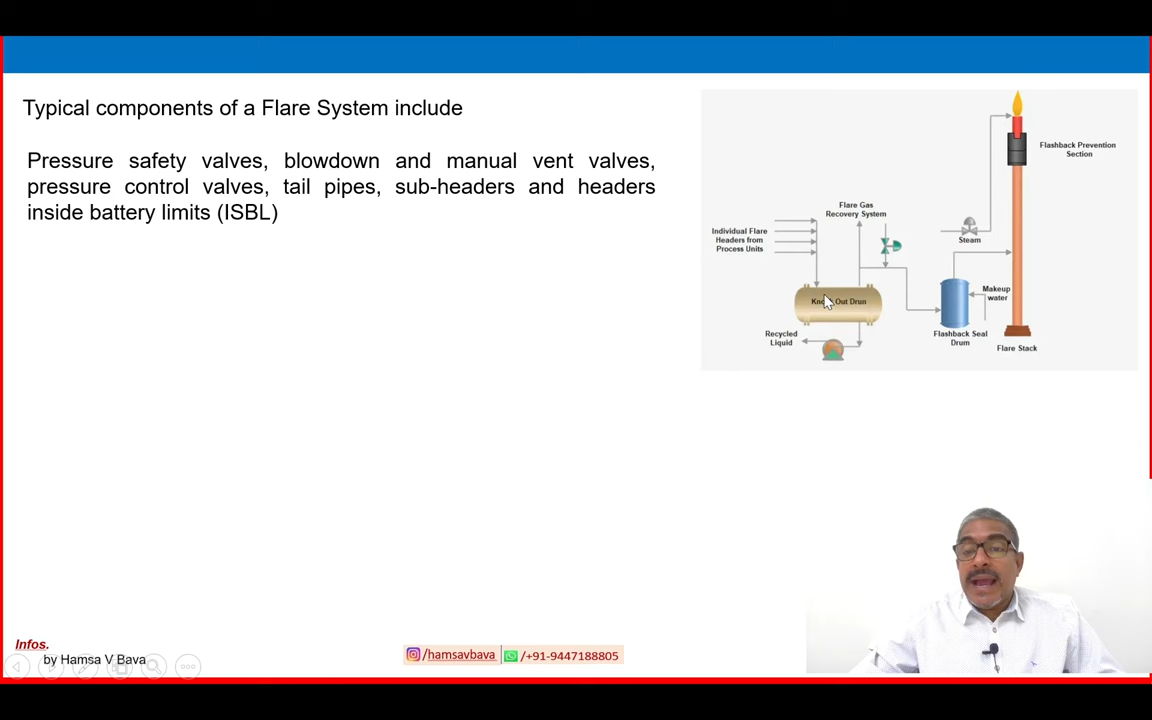 Typical components of a Flare System include
Pressure safety valves, blowdown and manual vent valves,
pressure control valves, tail pipes, sub-headers and headers
inside battery limits (ISBL)
Flashback Prevention
Section
Flare Gas
Recovery System
Individual Flare
Headers from
Process Units
Steam
Makeup
water
Out Drun
Recycled
Liquid
Flashback Seal
Drum
Flare Stack
Infos.
by Hamsa V Bava
/hamsavbava
/+91-9447188805